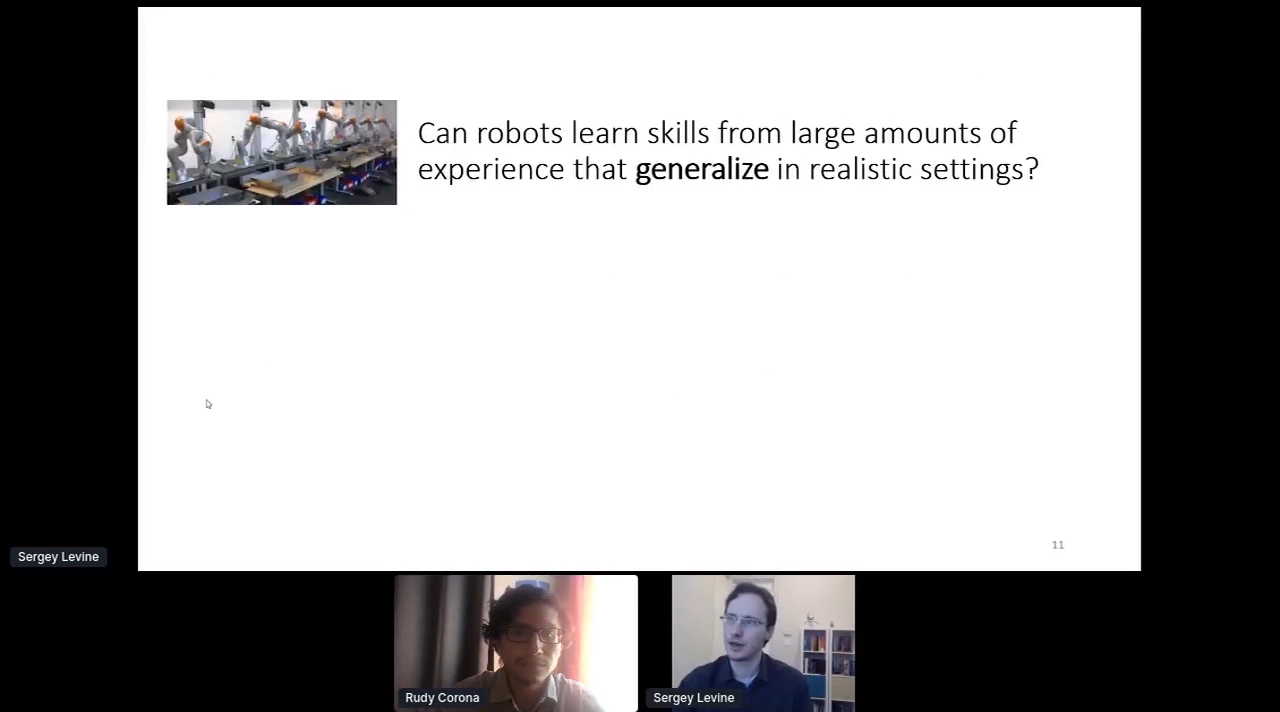 Can robots learn skills from large amounts of
experience that generalize in realistic settings?
11
Sergey Levine
Rudy Corona
Sergey Levine